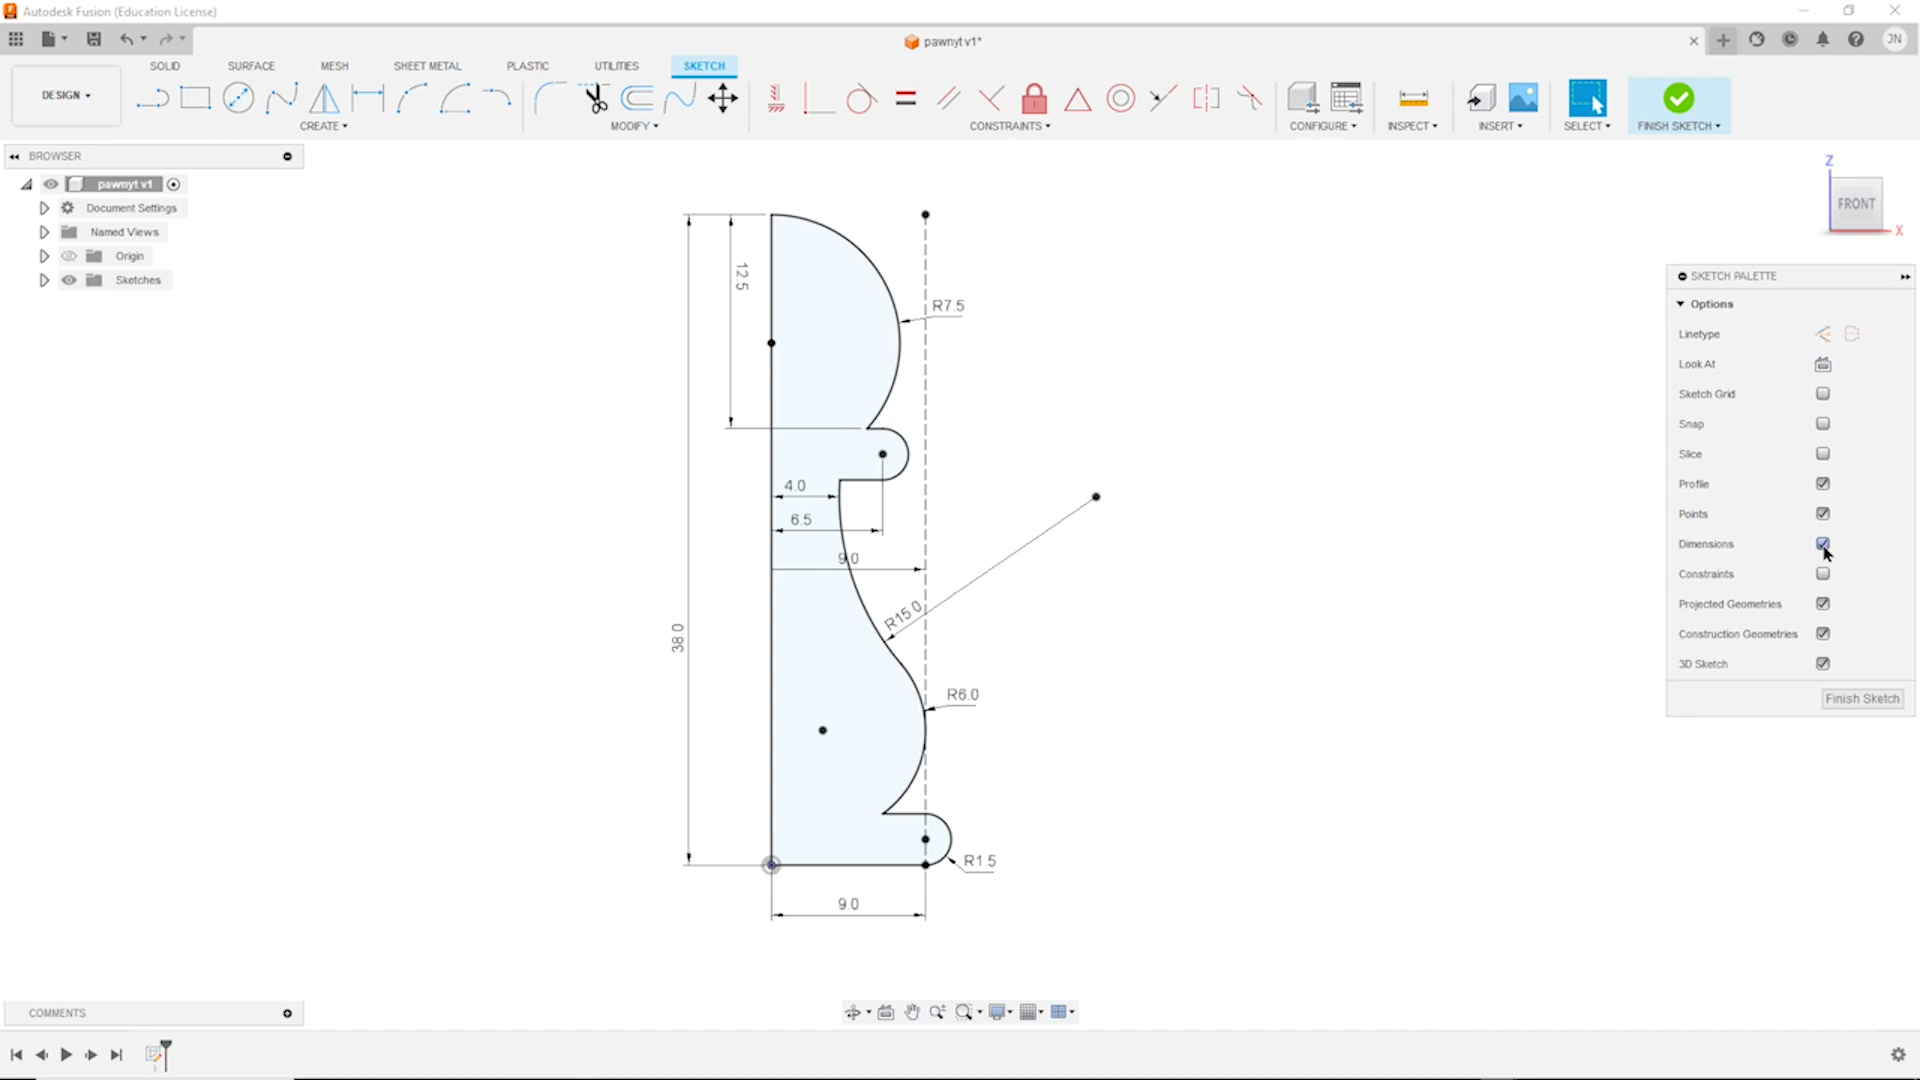 Autodesk Fusion (Education License)
pawnyt v1*
JN
SOLID SURFACE MESH SHEET METAL PLASTIC UTILITIES SKETCH
DESIGN
CREATE MODIFY CONSTRAINTS CONFIGURE INSPECT INSERT SELECT FINISH SKETCH
BROWSER
pawnyt v1
Document Settings
Named Views
Origin
Sketches
Z
FRONT
X
SKETCH PALETTE
Options
Linetype
Look At
Sketch Grid
Snap
Slice
Profile
Points
Dimensions
Constraints
Projected Geometries
Construction Geometries
3D Sketch
Finish Sketch
12.5
R7.5
4.0
6.5
9.0
R15.0
38.0
R6.0
R1.5
9.0
COMMENTS